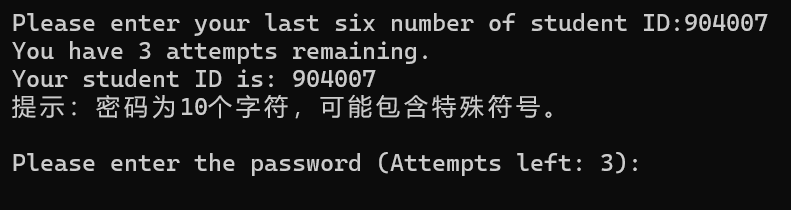 Please enter your last six number of student ID:904007
You have 3 attempts remaining.
Your student ID is: 904007
提示：密码为10个字符，可能包含特殊符号。
Please enter the password (Attempts left: 3):